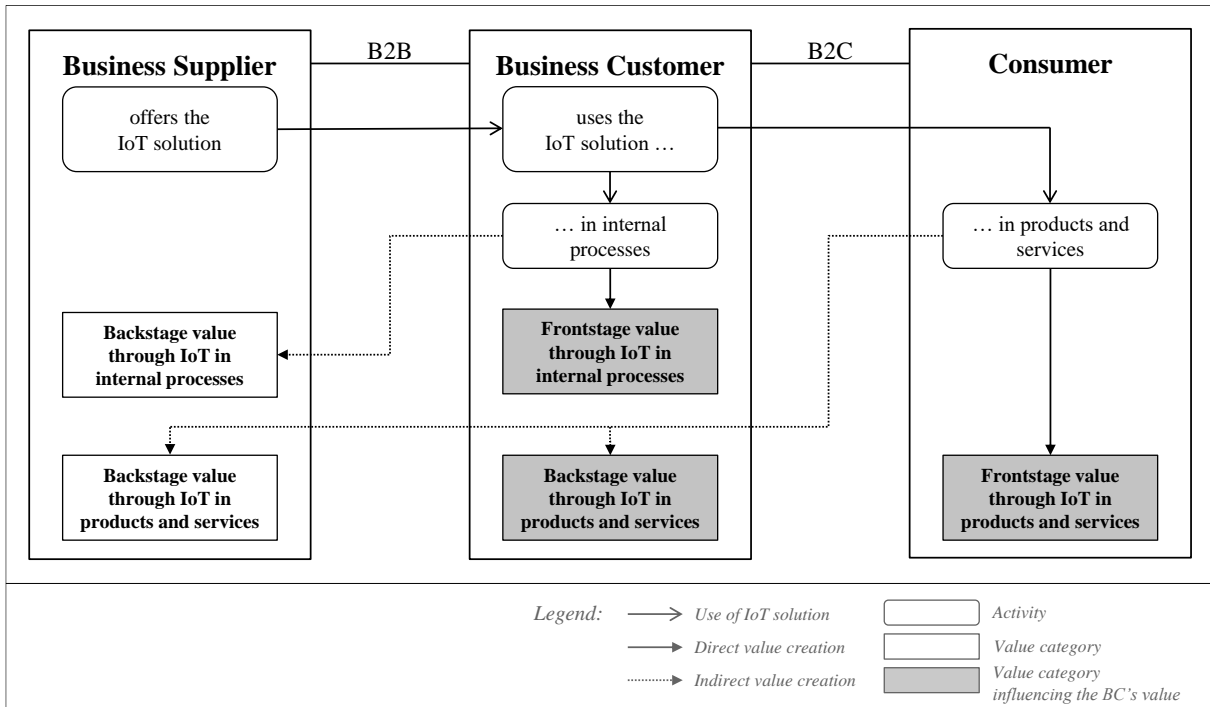 B2B
B2C
Business Supplier
Business Customer
Consumer
offers the
IoT solution
uses the
IoT solution …
… in internal
processes
… in products and
services
Backstage value
through IoT in
internal processes
Frontstage value
through IoT in
internal processes
Backstage value
through IoT in
products and services
Backstage value
through IoT in
products and services
Frontstage value
through IoT in
products and services
Legend:
Use of IoT solution
Activity
Direct value creation
Value category
Indirect value creation
Value category
influencing the BC's value